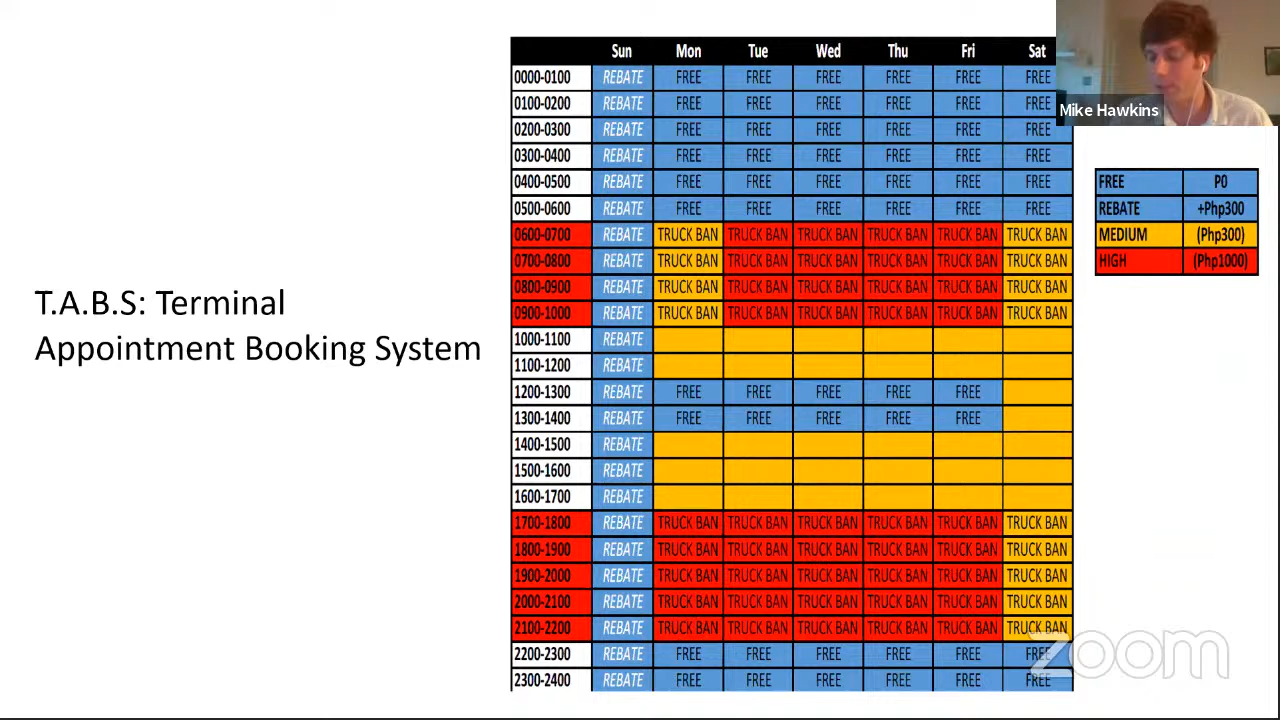 Sun Mon Tue Wed Thu Fri Sat
0000-0100 REBATE FREE FREE FREE FREE FREE FREE
Mike Hawkins
0100-0200 REBATE FREE FREE FREE FREE FREE FREE
0200-0300 REBATE FREE FREE FREE FREE FREE FREE
0300-0400 REBATE FREE FREE FREE FREE FREE FREE
0400-0500 REBATE FREE FREE FREE FREE FREE FREE
0500-0600 REBATE FREE FREE FREE FREE FREE FREE
0600-0700 REBATE TRUCK BAN TRUCK BAN TRUCK BAN TRUCK BAN TRUCK BAN TRUCK BAN
0700-0800 REBATE TRUCK BAN TRUCK BAN TRUCK BAN TRUCK BAN TRUCK BAN TRUCK BAN
0800-0900 REBATE TRUCK BAN TRUCK BAN TRUCK BAN TRUCK BAN TRUCK BAN TRUCK BAN
0900-1000 REBATE TRUCK BAN TRUCK BAN TRUCK BAN TRUCK BAN TRUCK BAN TRUCK BAN
1000-1100 REBATE
1100-1200 REBATE
1200-1300 REBATE FREE FREE FREE FREE FREE
1300-1400 REBATE FREE FREE FREE FREE FREE
1400-1500 REBATE
1500-1600 REBATE
1600-1700 REBATE
1700-1800 REBATE TRUCK BAN TRUCK BAN TRUCK BAN TRUCK BAN TRUCK BAN TRUCK BAN
1800-1900 REBATE TRUCK BAN TRUCK BAN TRUCK BAN TRUCK BAN TRUCK BAN TRUCK BAN
1900-2000 REBATE TRUCK BAN TRUCK BAN TRUCK BAN TRUCK BAN TRUCK BAN TRUCK BAN
2000-2100 REBATE TRUCK BAN TRUCK BAN TRUCK BAN TRUCK BAN TRUCK BAN TRUCK BAN
2100-2200 REBATE TRUCK BAN TRUCK BAN TRUCK BAN TRUCK BAN TRUCK BAN TRUCK BAN
2200-2300 REBATE FREE FREE FREE FREE FREE FREE
2300-2400 REBATE FREE FREE FREE FREE FREE FREE
FREE P0
REBATE +Php300
MEDIUM (Php300)
HIGH (Php1000)
T.A.B.S: Terminal
Appointment Booking System
zoom